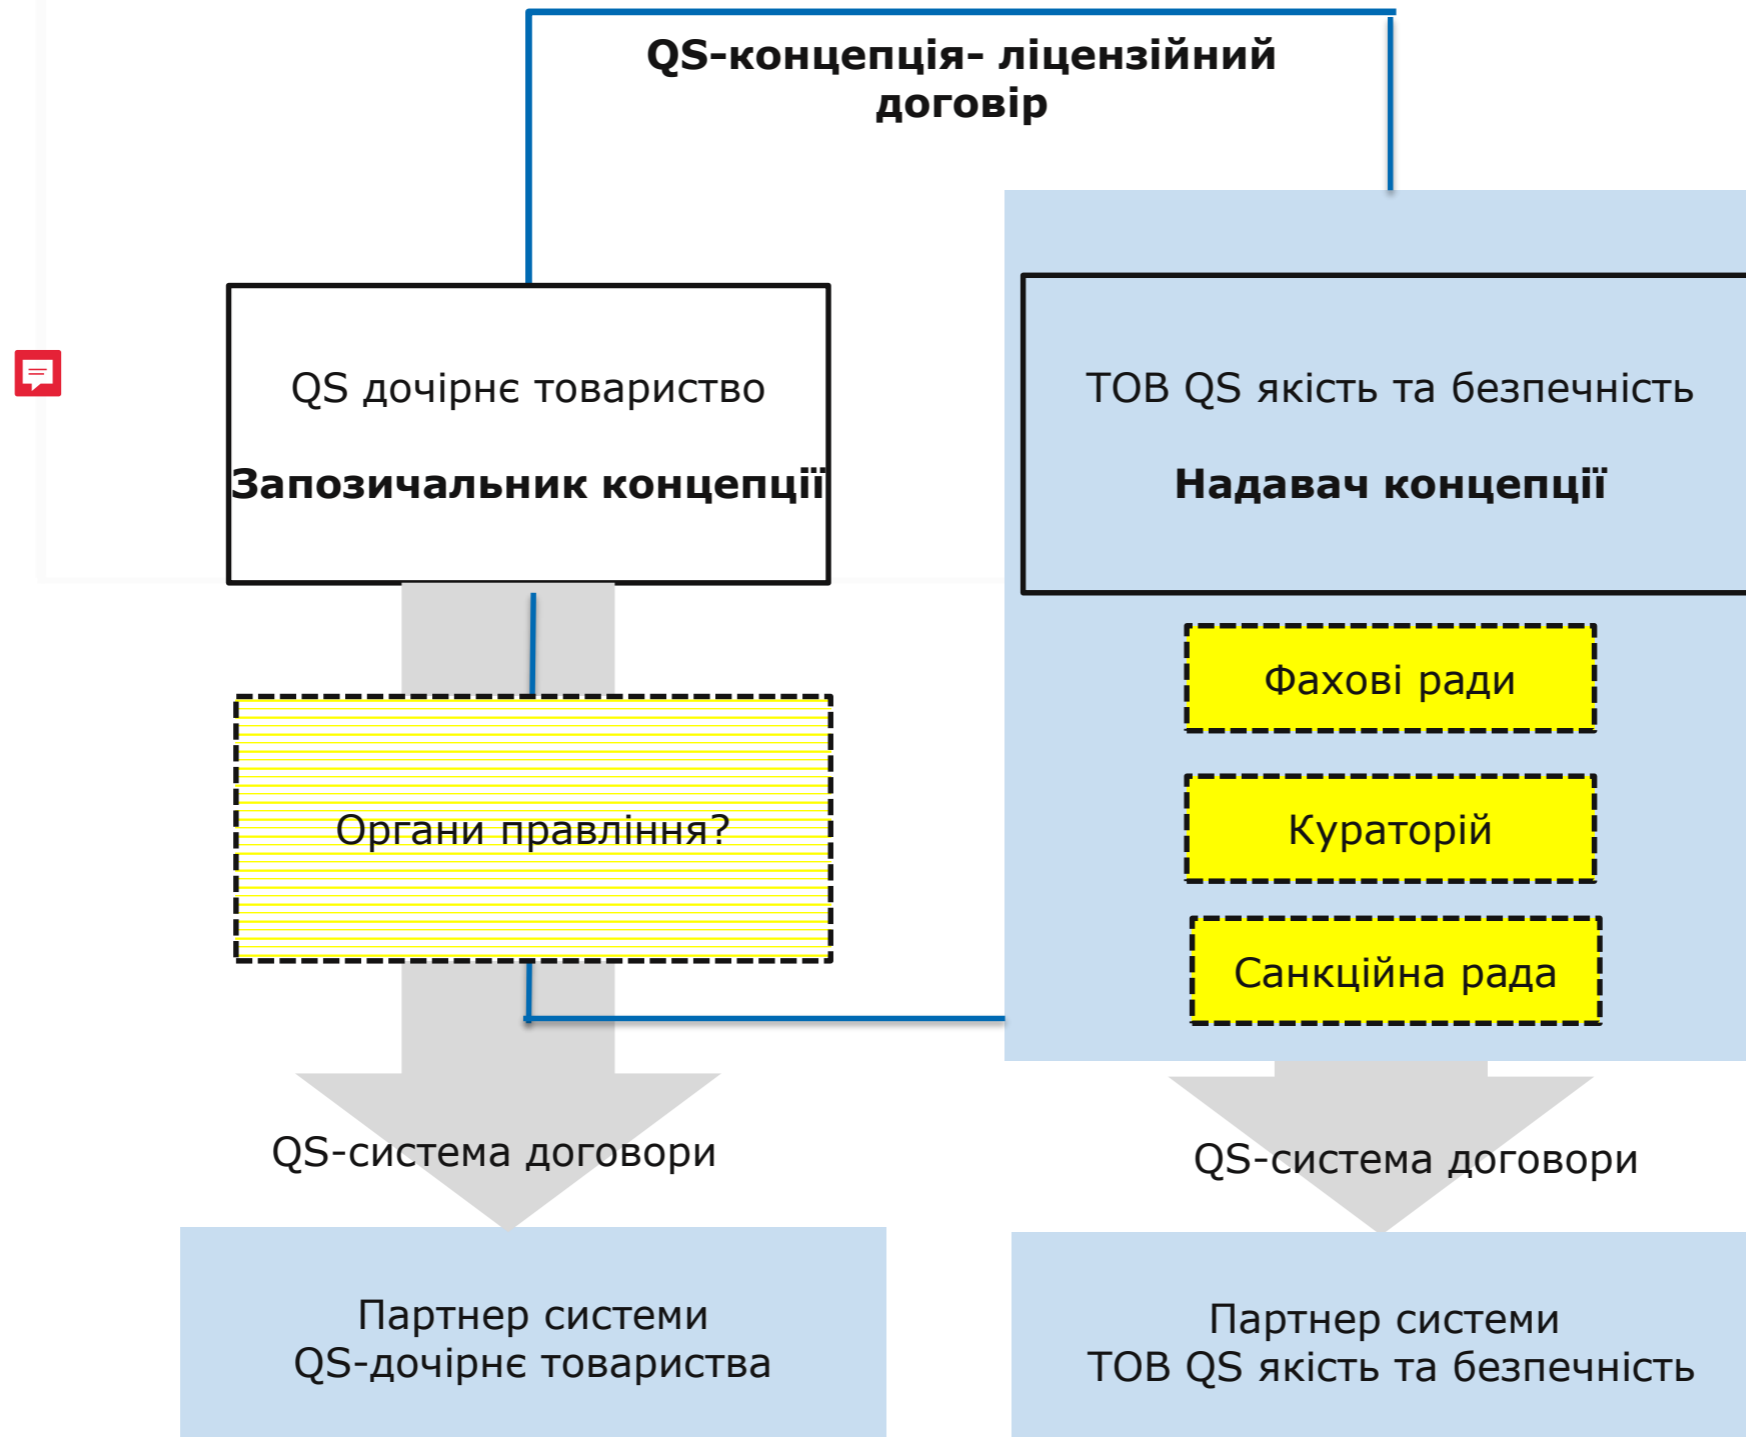 QS-концепція- ліцензійний
договір
QS дочірнє товариство
Запозичальник концепції
ТОВ QS якість та безпечність
Надавач концепції
Фахові ради
Органи правління?
Кураторій
Санкційна рада
QS-система договори
QS-система договори
Партнер системи
QS-дочірнє товариства
Партнер системи
ТОВ QS якість та безпечність